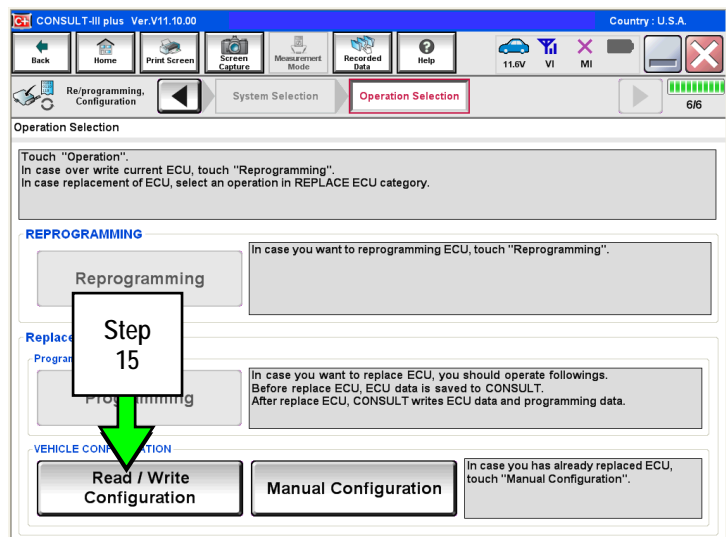 CONSULT-III plus Ver.V11.10.00
Country : U.S.A.
Back
Home
Print Screen
Screen
Capture
Measurement
Mode
Recorded
Data
Help
11.6V
VI
MI
Re/programming,
Configuration
System Selection
Operation Selection
6/6
Operation Selection
Touch "Operation".
In case over write current ECU, touch "Reprogramming".
In case replacement of ECU, select an operation in REPLACE ECU category.
REPROGRAMMING
Reprogramming
In case you want to reprogramming ECU, touch "Reprogramming".
Step
15
Replace
In case you want to replace ECU, you should operate followings.
Before replace ECU, ECU data is saved to CONSULT.
After replace ECU, CONSULT writes ECU data and programming data.
VEHICLE
Read / Write
Configuration
Manual Configuration
In case you has already replaced ECU,
touch "Manual Configuration".